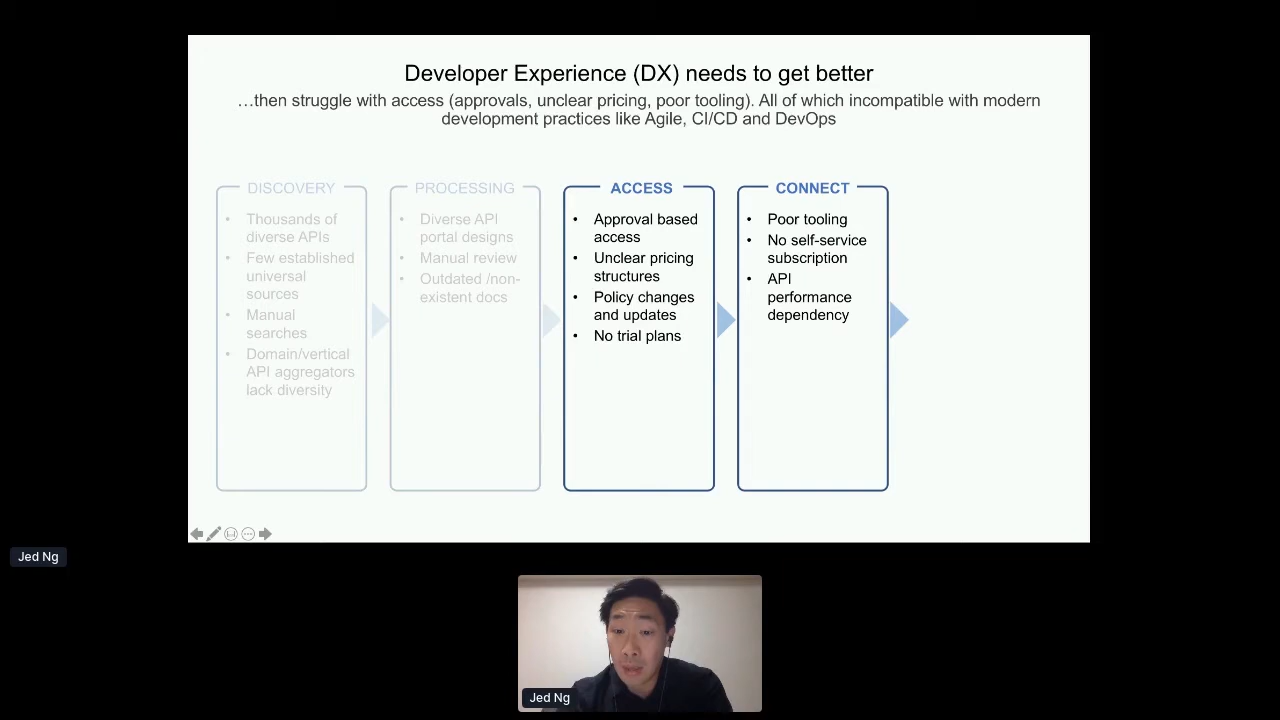 Developer Experience (DX) needs to get better
…then struggle with access (approvals, unclear pricing, poor tooling). All of which incompatible with modern
development practices like Agile, CI/CD and DevOps
DISCOVERY
• Thousands of
diverse APIs
• Few established
universal
sources
• Manual
searches
• Domain/vertical
API aggregators
lack diversity
PROCESSING
• Diverse API
portal designs
• Manual review
• Outdated /non-
existent docs
ACCESS
• Approval based
access
• Unclear pricing
structures
• Policy changes
and updates
• No trial plans
CONNECT
• Poor tooling
• No self-service
subscription
• API
performance
dependency
Jed Ng
Jed Ng